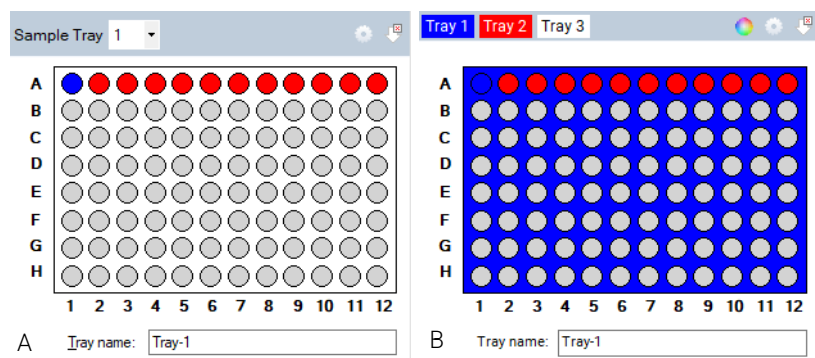 Sample Tray 1
A
B
C
D
E
F
G
H
1 2 3 4 5 6 7 8 9 10 11 12
A Tray name: Tray-1
Tray 1 Tray 2 Tray 3
A
B
C
D
E
F
G
H
1 2 3 4 5 6 7 8 9 10 11 12
B Tray name: Tray-1